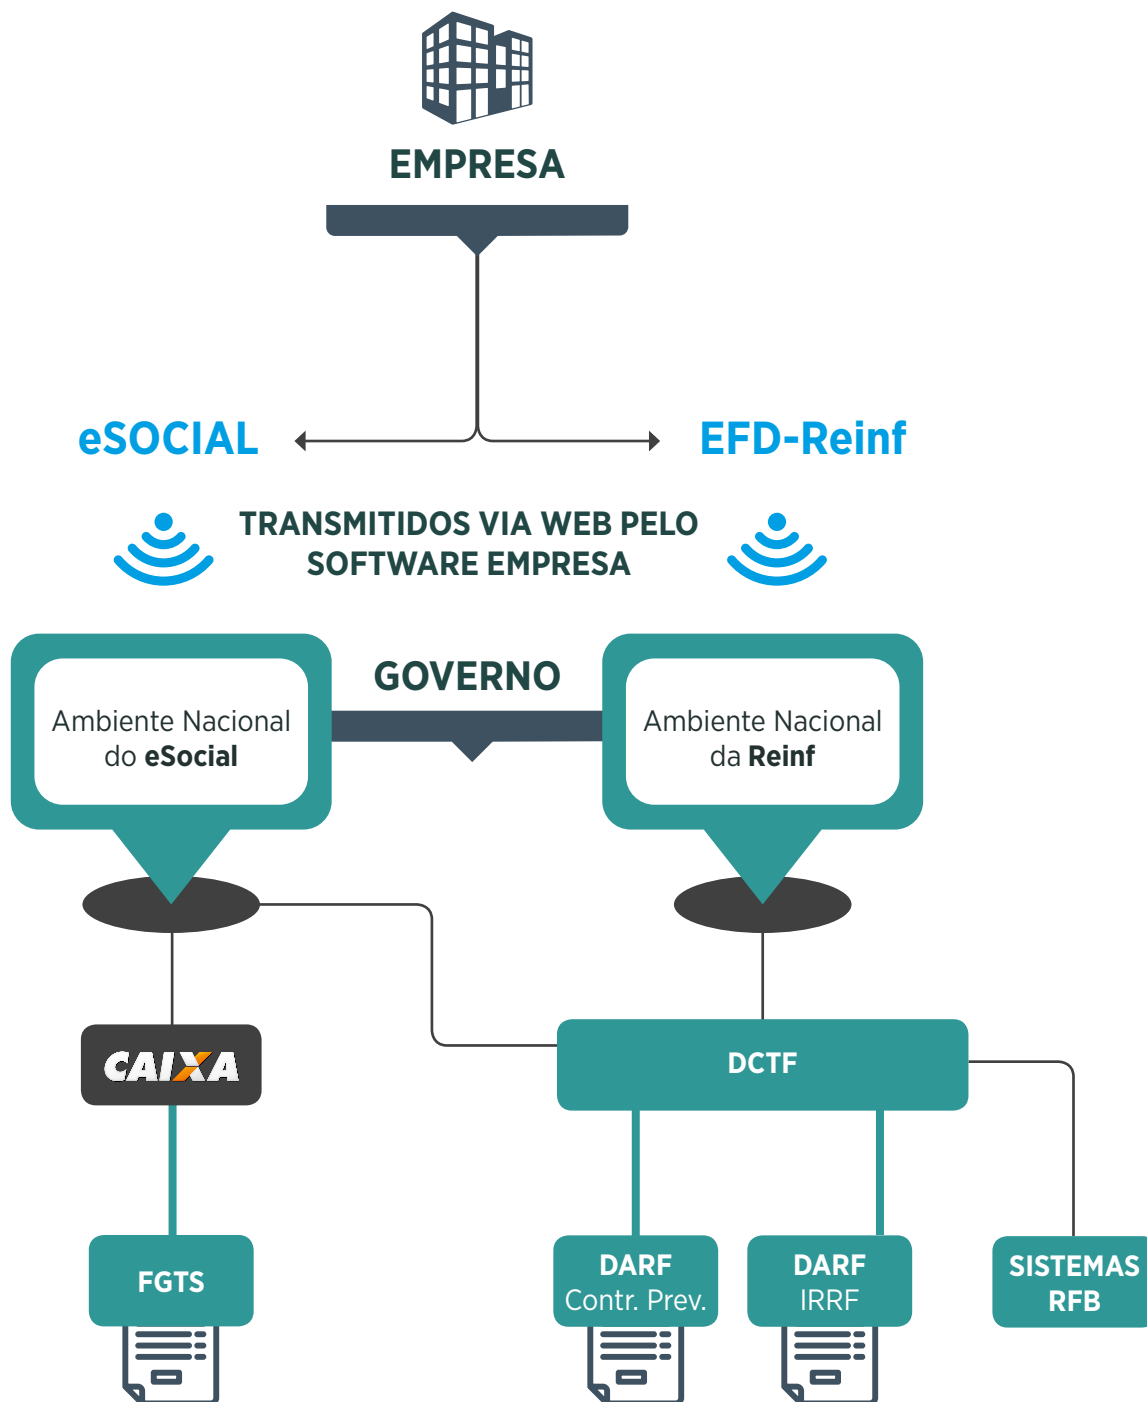 EMPRESA
eSOCIAL
EFD-Reinf
TRANSMITIDOS VIA WEB PELO
SOFTWARE EMPRESA
GOVERNO
Ambiente Nacional
do eSocial
Ambiente Nacional
da Reinf
CAIXA
DCTF
FGTS
DARF
Contr. Prev.
DARF
IRRF
SISTEMAS
RFB